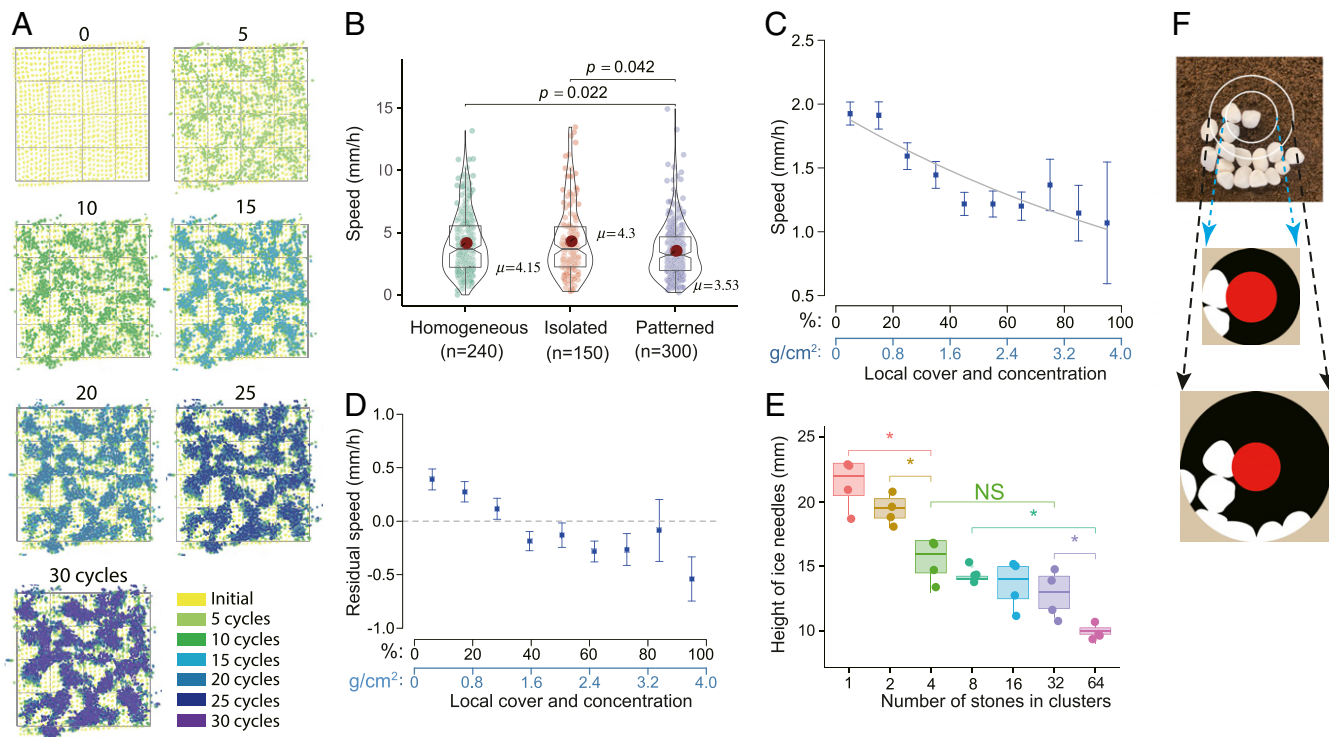 A
0
5
10
15
20
25
30 cycles
Initial
5 cycles
10 cycles
15 cycles
20 cycles
25 cycles
30 cycles
B
p = 0.042
p = 0.022
Speed (mm/h)
15
10
5
0
μ=4.15
μ=4.3
μ=3.53
Homogeneous
(n=240)
Isolated
(n=150)
Patterned
(n=300)
C
Speed (mm/h)
2.5
2.0
1.5
1.0
0.5
%: 0 20 40 60 80 100
g/cm²: 0 0.8 1.6 2.4 3.2 4.0
Local cover and concentration
D
Residual speed (mm/h)
1.0
0.5
0.0
-0.5
-1.0
%: 0 20 40 60 80 100
g/cm²: 0 0.8 1.6 2.4 3.2 4.0
Local cover and concentration
E
Height of ice needles (mm)
25
20
15
10
*
*
NS
*
*
1 2 4 8 16 32 64
Number of stones in clusters
F